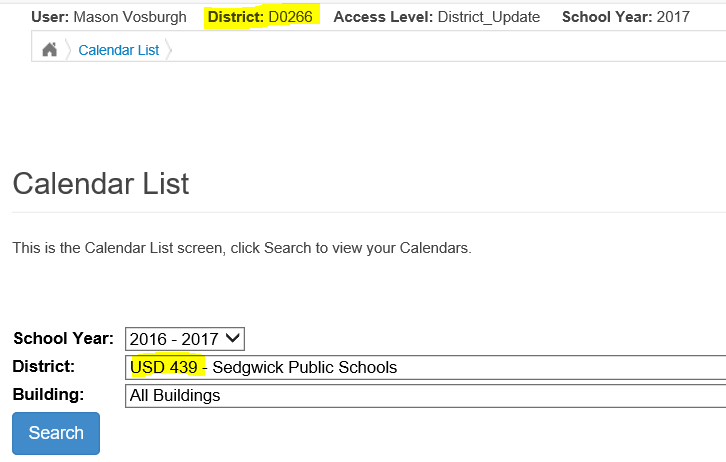 User: Mason Vosburgh District: D0266 Access Level: District_Update School Year: 2017
Calendar List
Calendar List
This is the Calendar List screen, click Search to view your Calendars.
School Year: 2016 - 2017
District: USD 439 - Sedgwick Public Schools
Building: All Buildings
Search